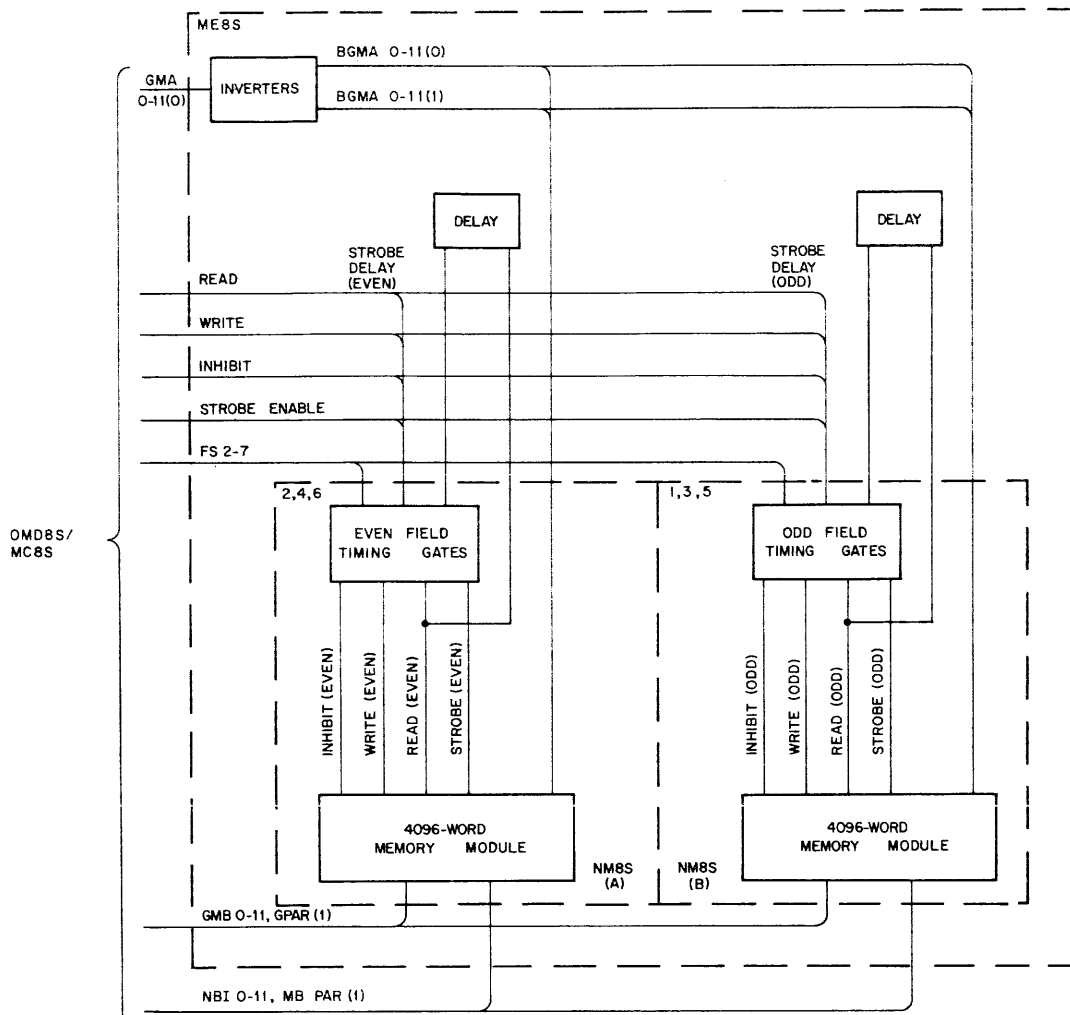 ME8S
BGMA 0-11(0)
GMA
0-11(0)
INVERTERS
BGMA 0-11(1)
DELAY
DELAY
STROBE
DELAY
(EVEN)
STROBE
DELAY
(ODD)
READ
WRITE
INHIBIT
STROBE ENABLE
FS 2-7
2,4,6
1,3,5
OMD8S/
MC8S
EVEN FIELD
TIMING GATES
ODD FIELD
TIMING GATES
INHIBIT (EVEN)
WRITE (EVEN)
READ (EVEN)
STROBE (EVEN)
INHIBIT (ODD)
WRITE (ODD)
READ (ODD)
STROBE (ODD)
4096-WORD
MEMORY MODULE
4096-WORD
MEMORY MODULE
NM8S
(A)
NM8S
(B)
GMB 0-11, GPAR (1)
NBI 0-11, MB PAR (1)